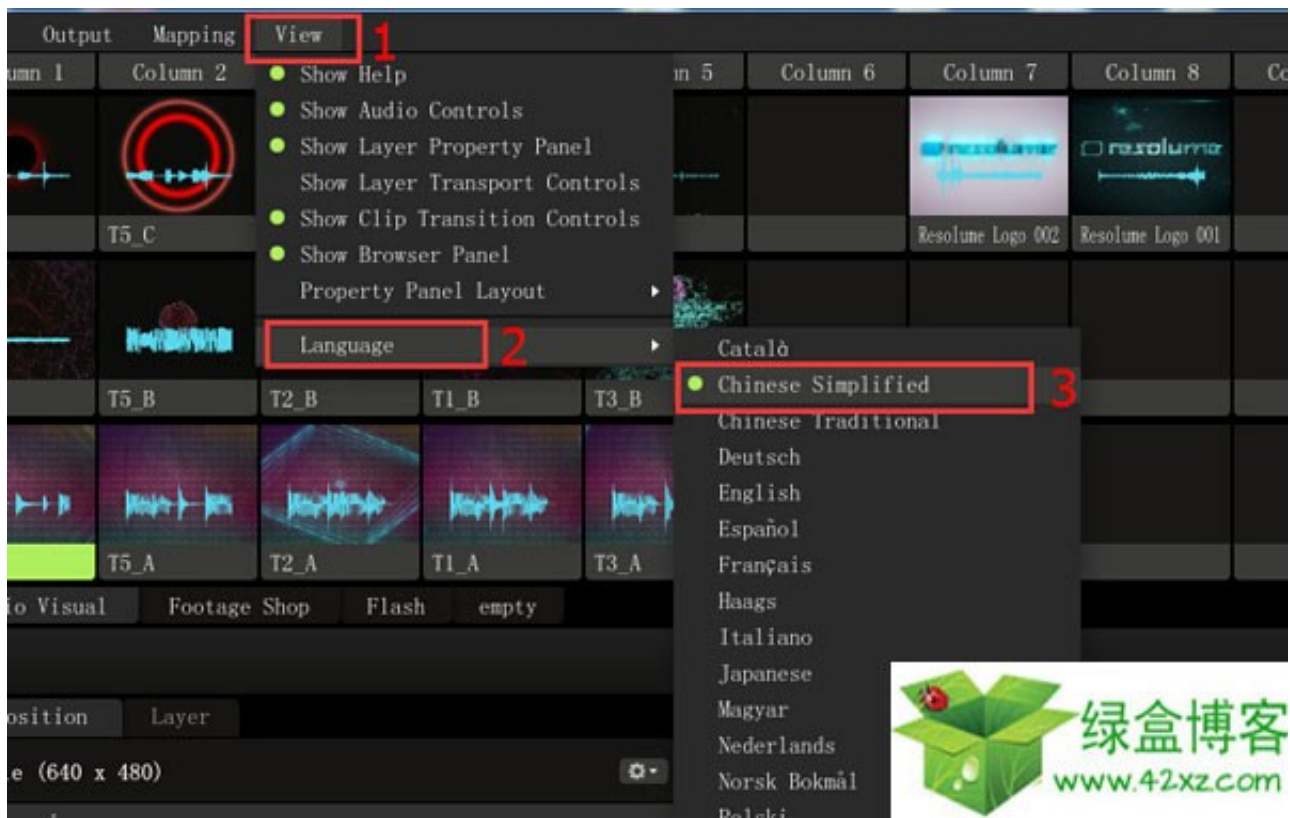 Output Mapping View 1
Column 2 5 Column 6 Column 7 Column 8
Show Help
Show Audio Controls
Show Layer Property Panel
Show Layer Transport Controls
Show Clip Transition Controls
Show Browser Panel
Property Panel Layout
Language 2
resolume
T5_C Resolume Logo 002 Resolume Logo 001
T5_B T2_B T1_B T3_B
Català
Chinese Simplified 3
Chinese Traditional
Deutsch
English
Español
Français
Haags
Italiano
Japanese
Magyar
Nederlands
Norsk Bokmål
Polski
T5_A T2_A T1_A T3_A
io Visual Footage Shop Flash empty
osition Layer
e (640 x 480)
绿盒博客
www.42xz.com